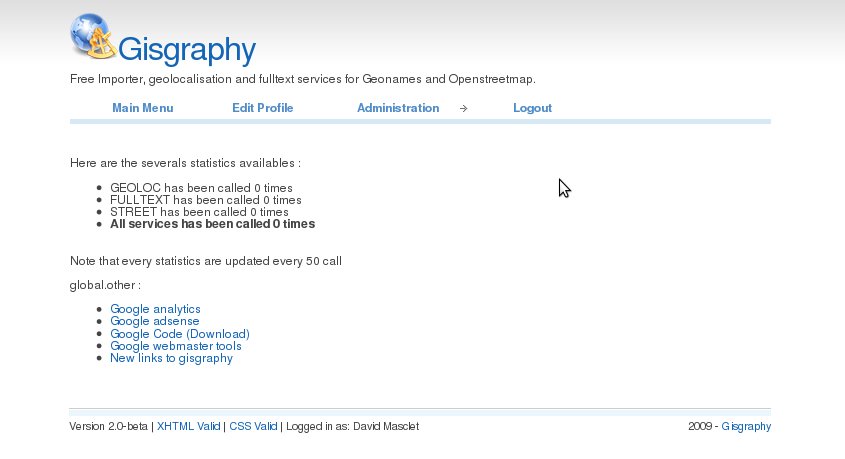 Gisgraphy
Free Importer, geolocalisation and fulltext services for Geonames and Openstreetmap.
Main Menu Edit Profile Administration → Logout
Here are the severals statistics availables :
• GEOLOC has been called 0 times
• FULLTEXT has been called 0 times
• STREET has been called 0 times
• All services has been called 0 times
Note that every statistics are updated every 50 call
global.other :
• Google analytics
• Google adsense
• Google Code (Download)
• Google webmaster tools
• New links to gisgraphy
Version 2.0-beta | XHTML Valid | CSS Valid | Logged in as: David Masclet 2009 - Gisgraphy